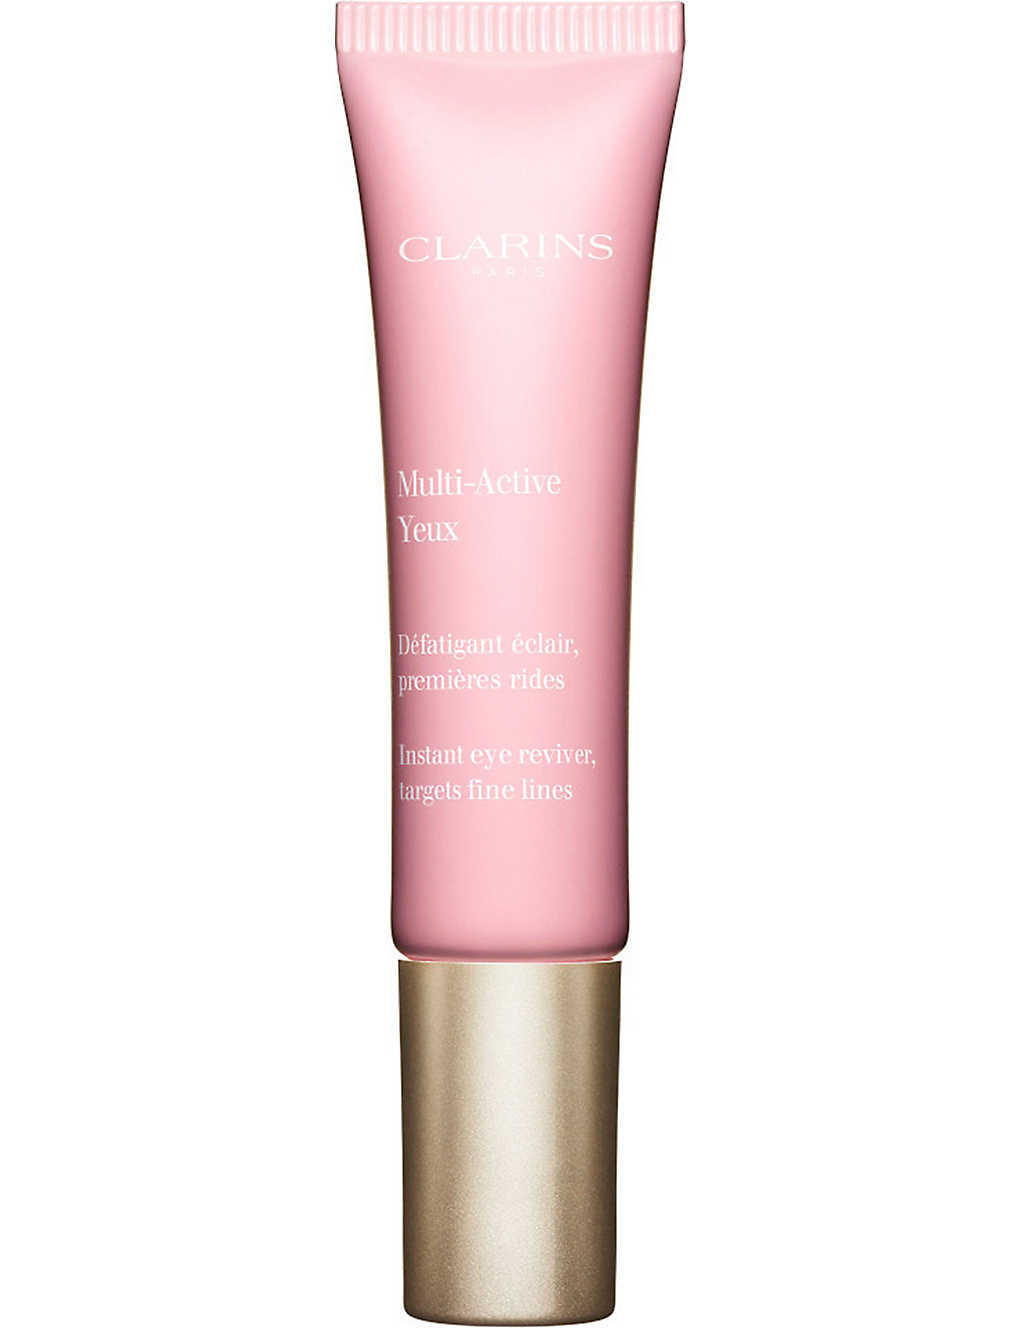 CLARINS
PARIS
Multi-Active
Yeux
Défatigant éclair,
premières rides
Instant eye reviver,
targets fine lines